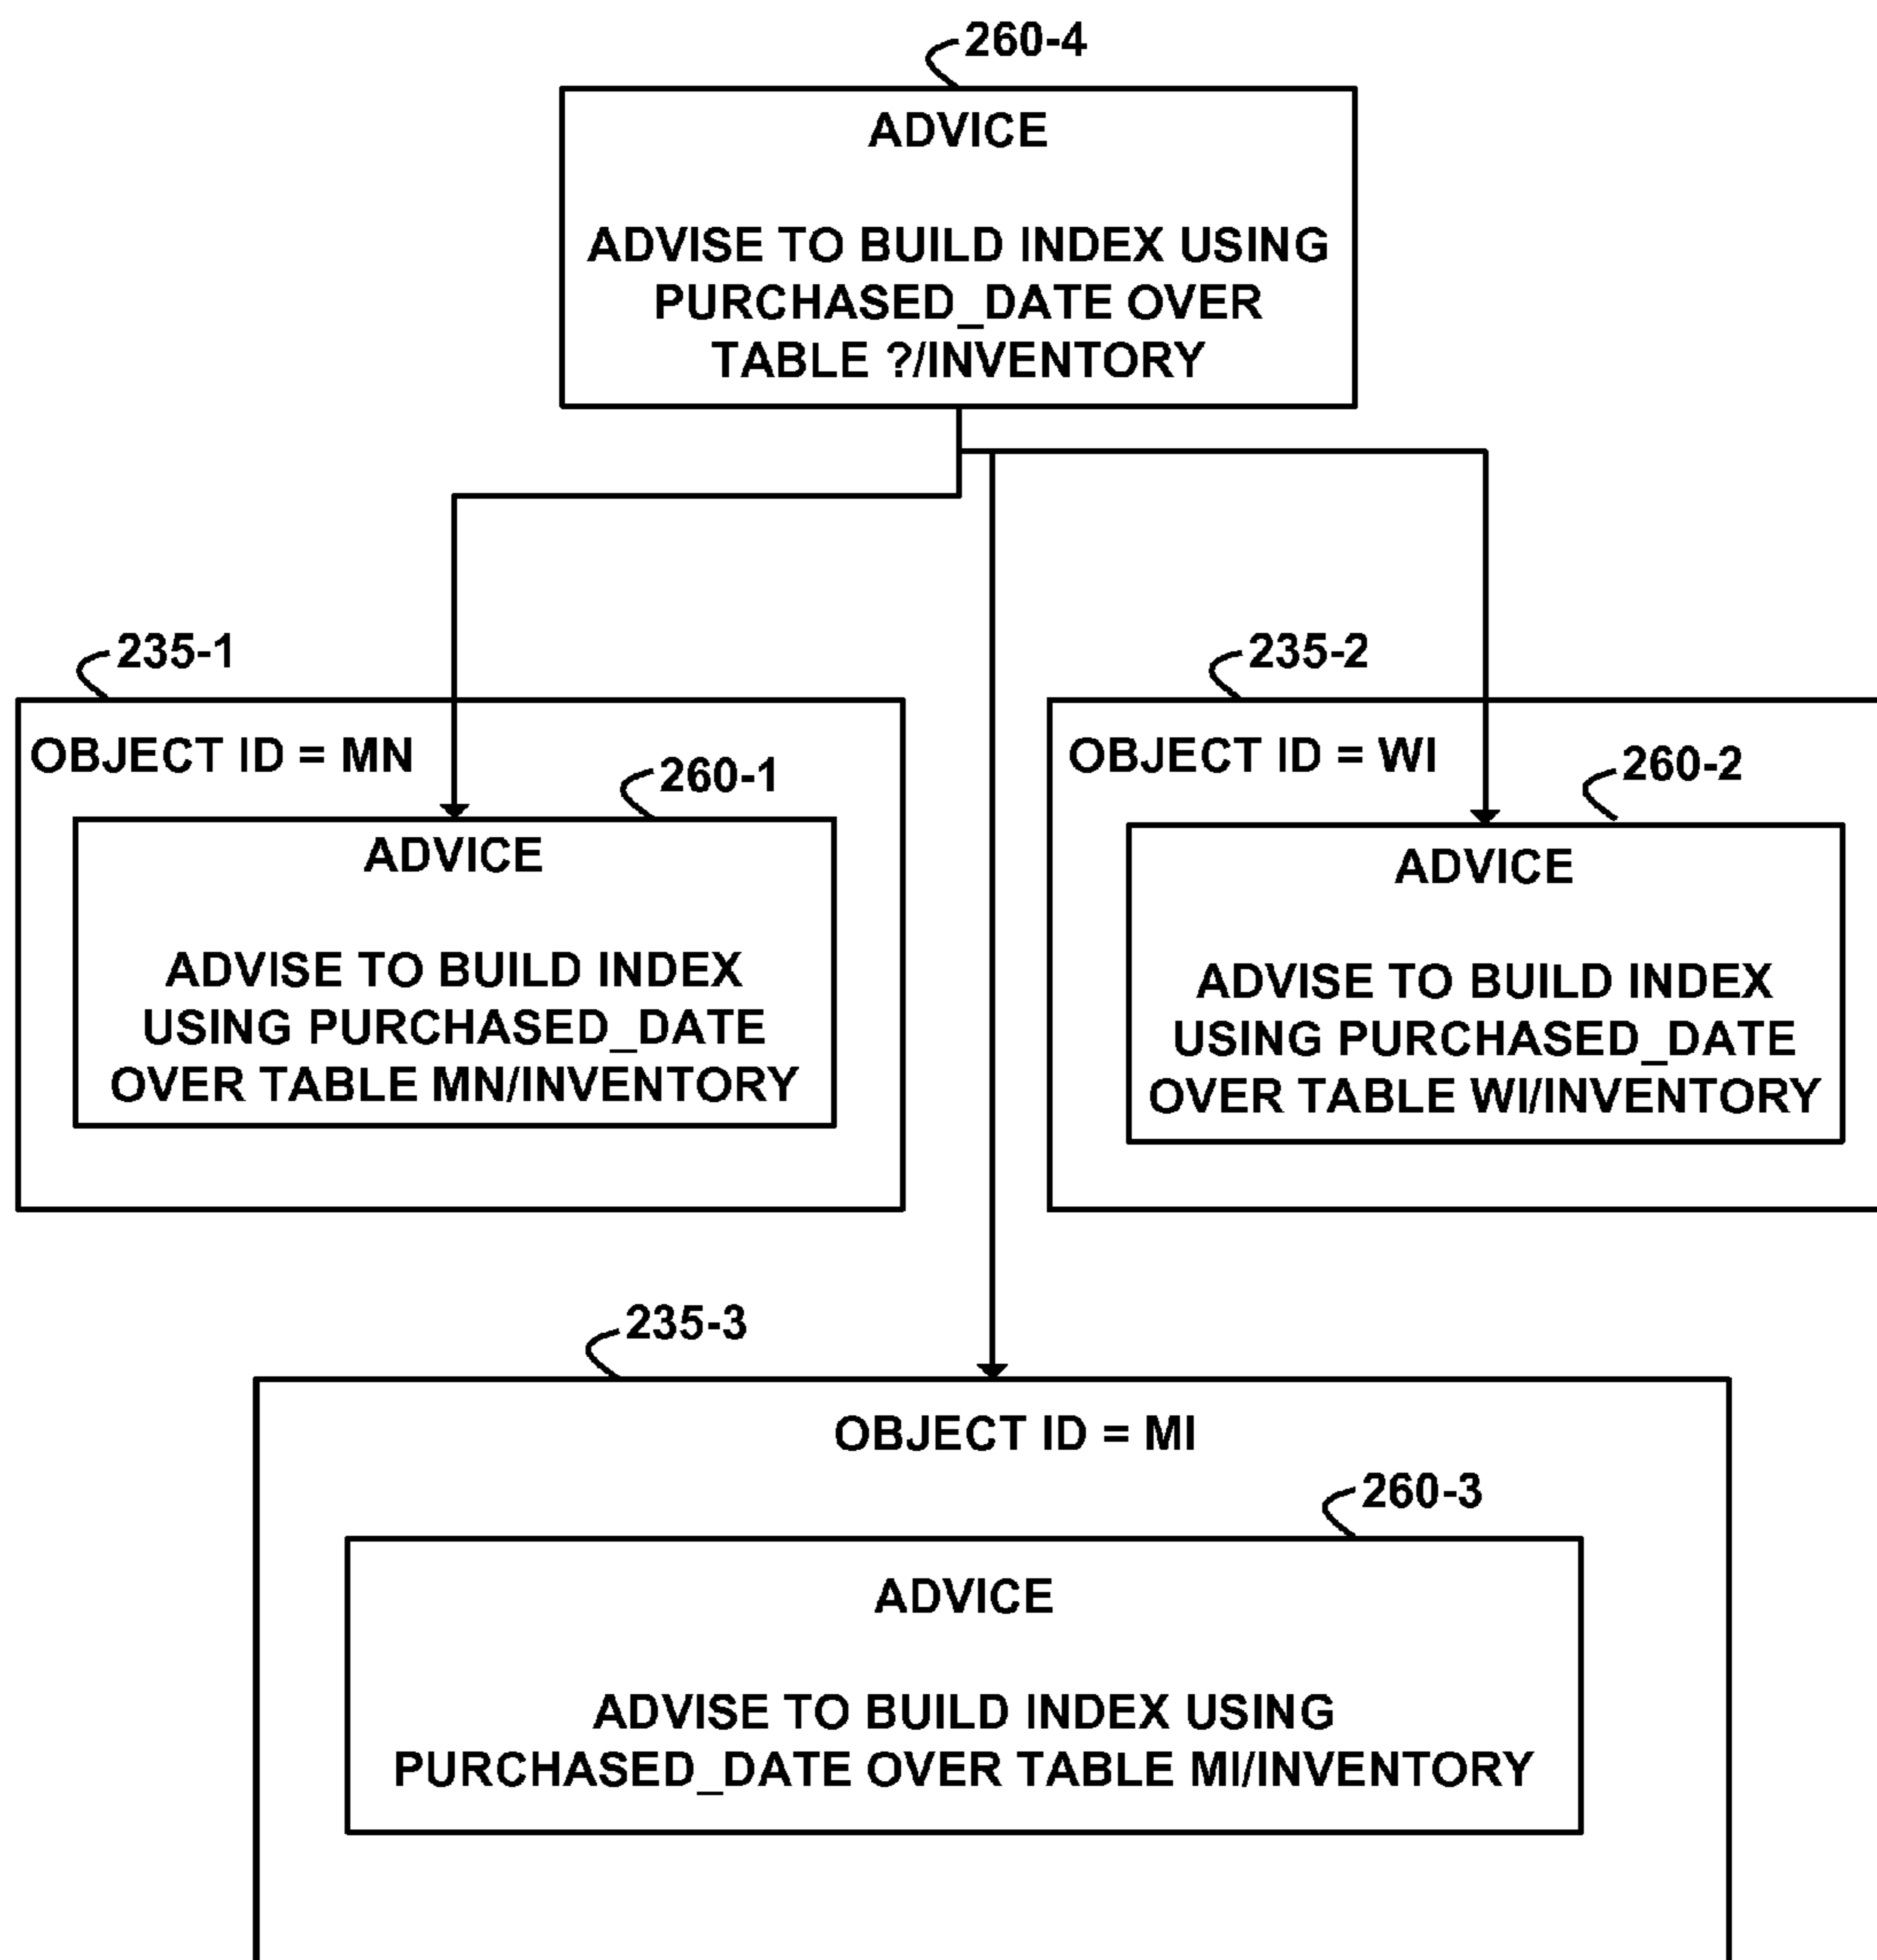 260-4
ADVICE
ADVISE TO BUILD INDEX USING
PURCHASED_DATE OVER
TABLE ?/INVENTORY
235-1
OBJECT ID = MN
260-1
ADVICE
ADVISE TO BUILD INDEX
USING PURCHASED_DATE
OVER TABLE MN/INVENTORY
235-2
OBJECT ID = WI
260-2
ADVICE
ADVISE TO BUILD INDEX
USING PURCHASED_DATE
OVER TABLE WI/INVENTORY
235-3
OBJECT ID = MI
260-3
ADVICE
ADVISE TO BUILD INDEX USING
PURCHASED_DATE OVER TABLE MI/INVENTORY